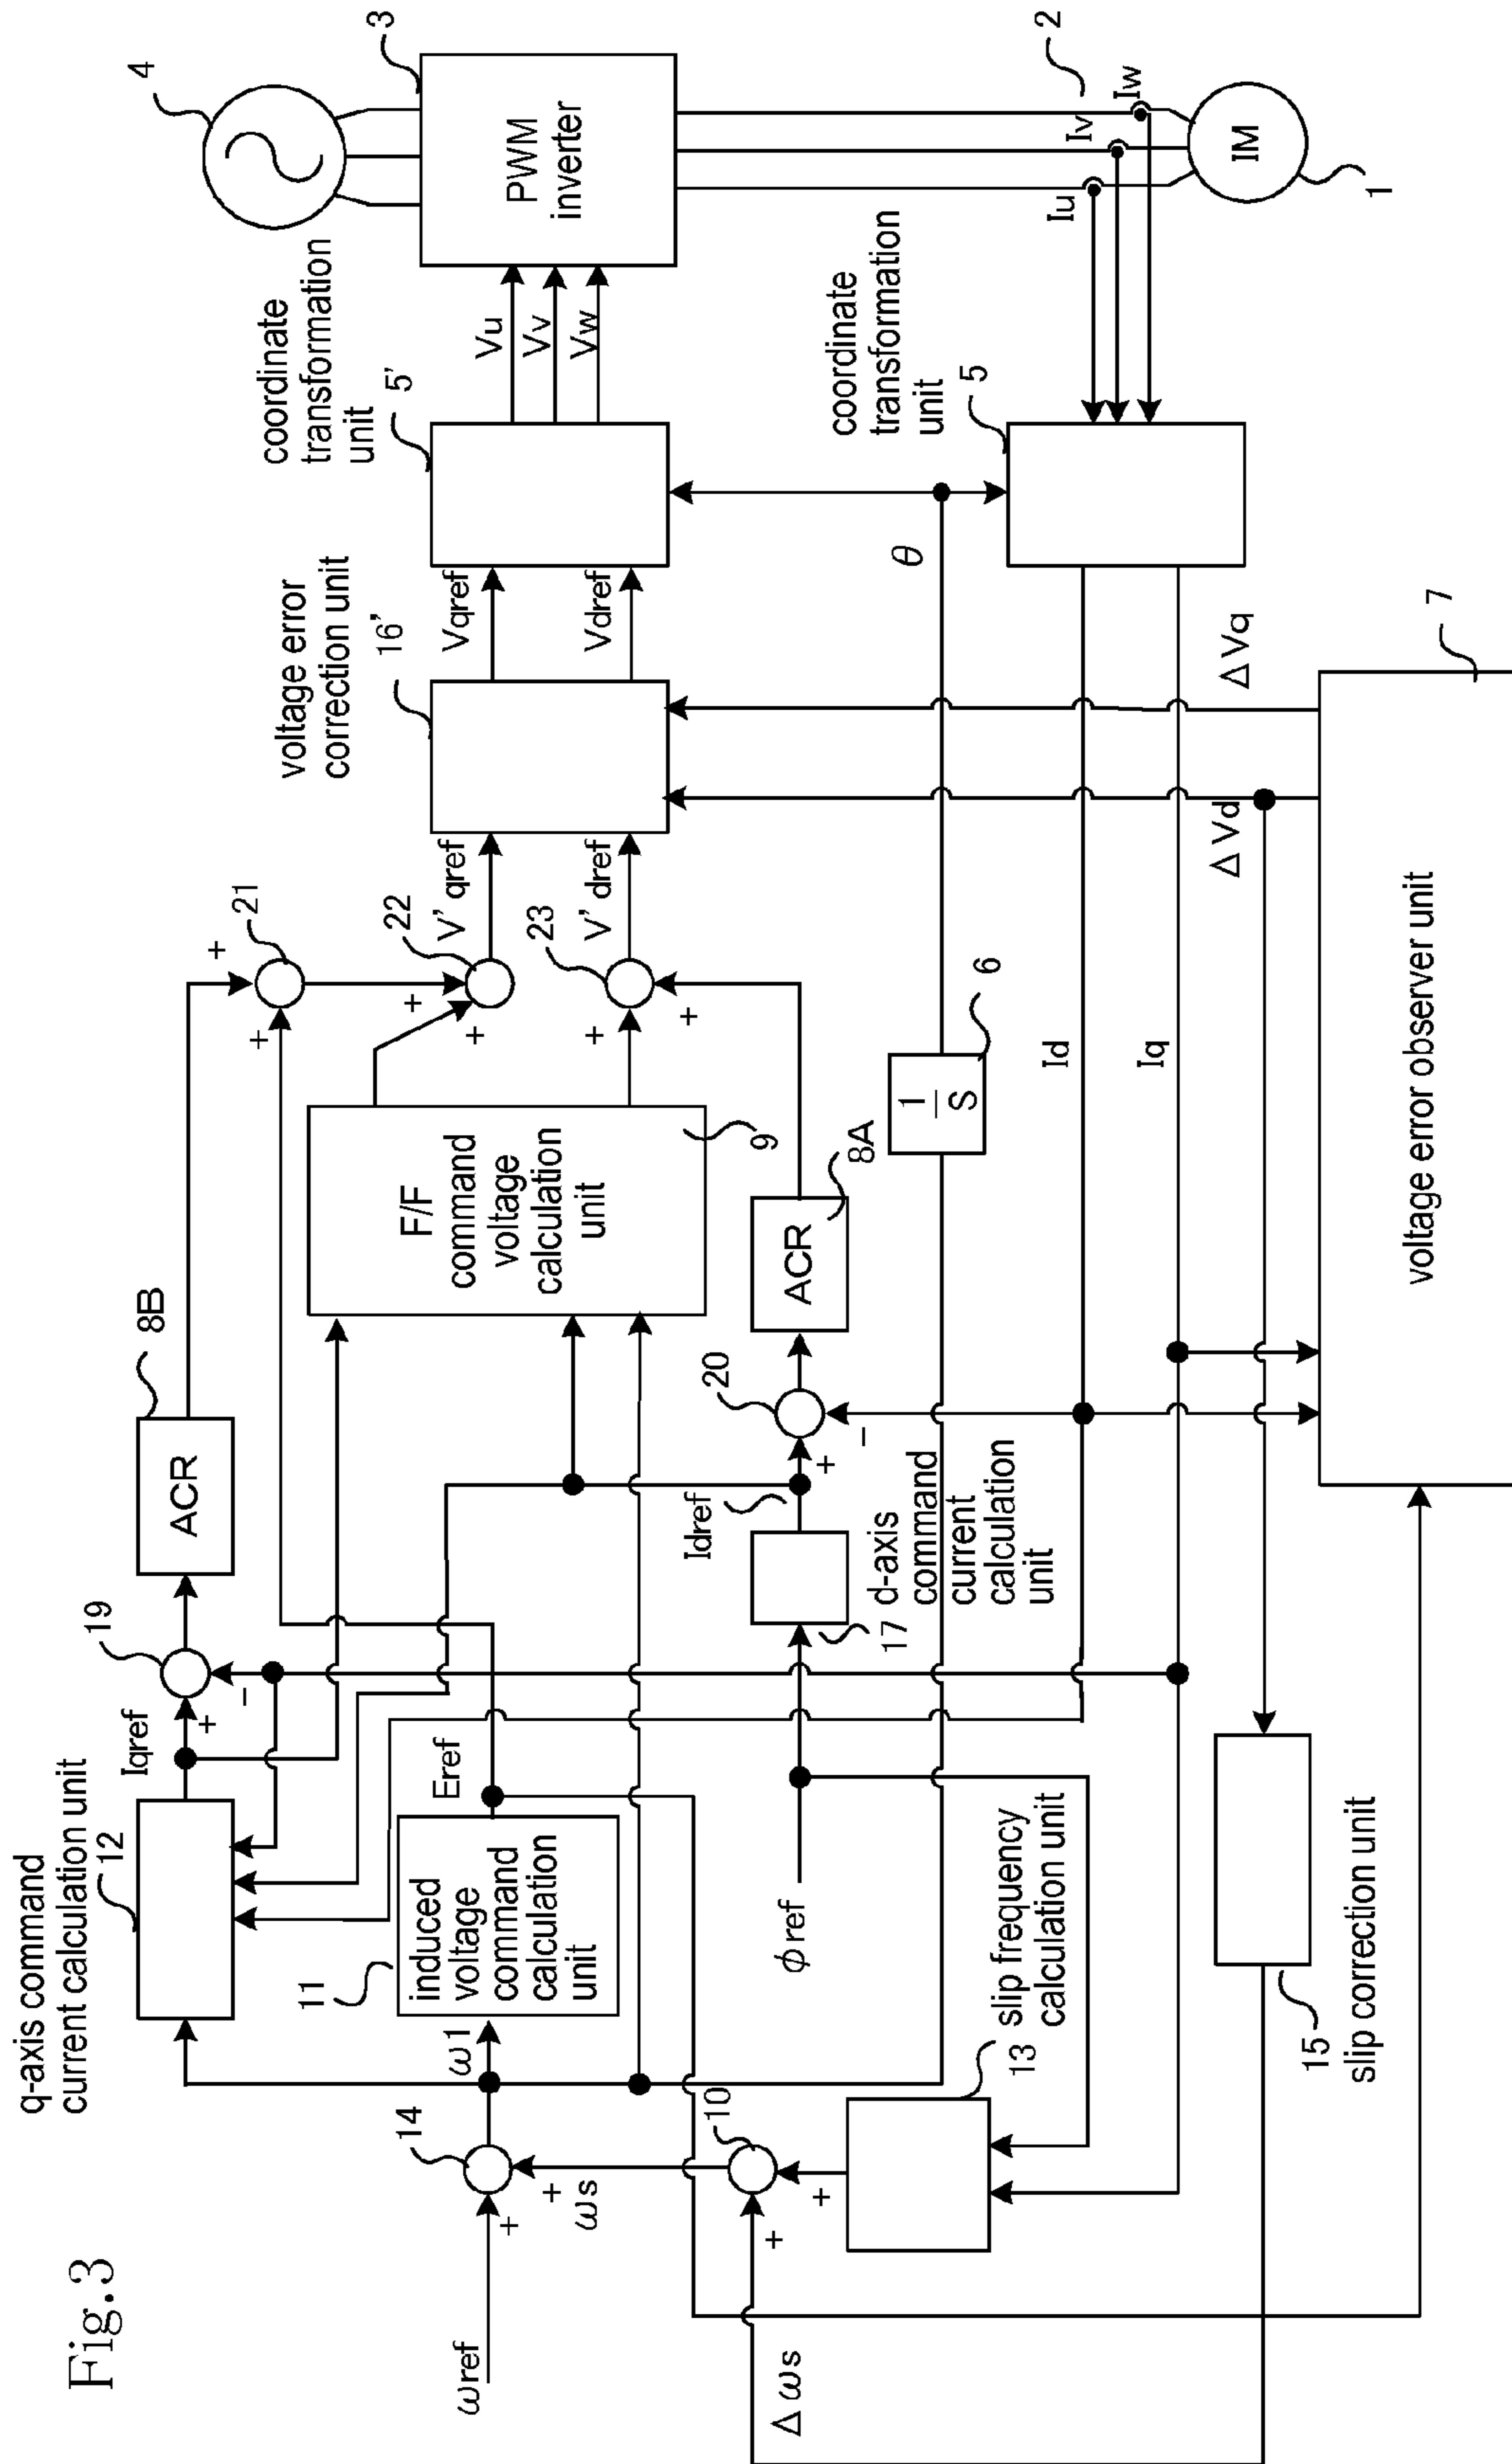 Fig.3
q-axis command
current calculation unit
12
Iqref
+
−
19
ACR
8B
+
+
21
voltage error
correction unit
16'
coordinate
transformation
unit
5'
4
3
PWM
inverter
Vu
Vv
Vw
ωref
+
14
+
ωs
ω1
11
induced
voltage
command
calculation
unit
Eref
F/F
command
voltage
calculation
unit
9
+
+
22
V' qref
+
+
23
V' dref
Vqref
Vdref
Δωs
+
+
10
13
slip frequency
calculation unit
φref
17
d-axis
command
current
calculation
unit
Idref
+
−
20
ACR
8A
1
S
6
θ
coordinate
transformation
unit
5
Iu
Iv
Iw
2
IM
1
Id
Iq
ΔVd
ΔVq
15
slip correction unit
voltage error observer unit
7